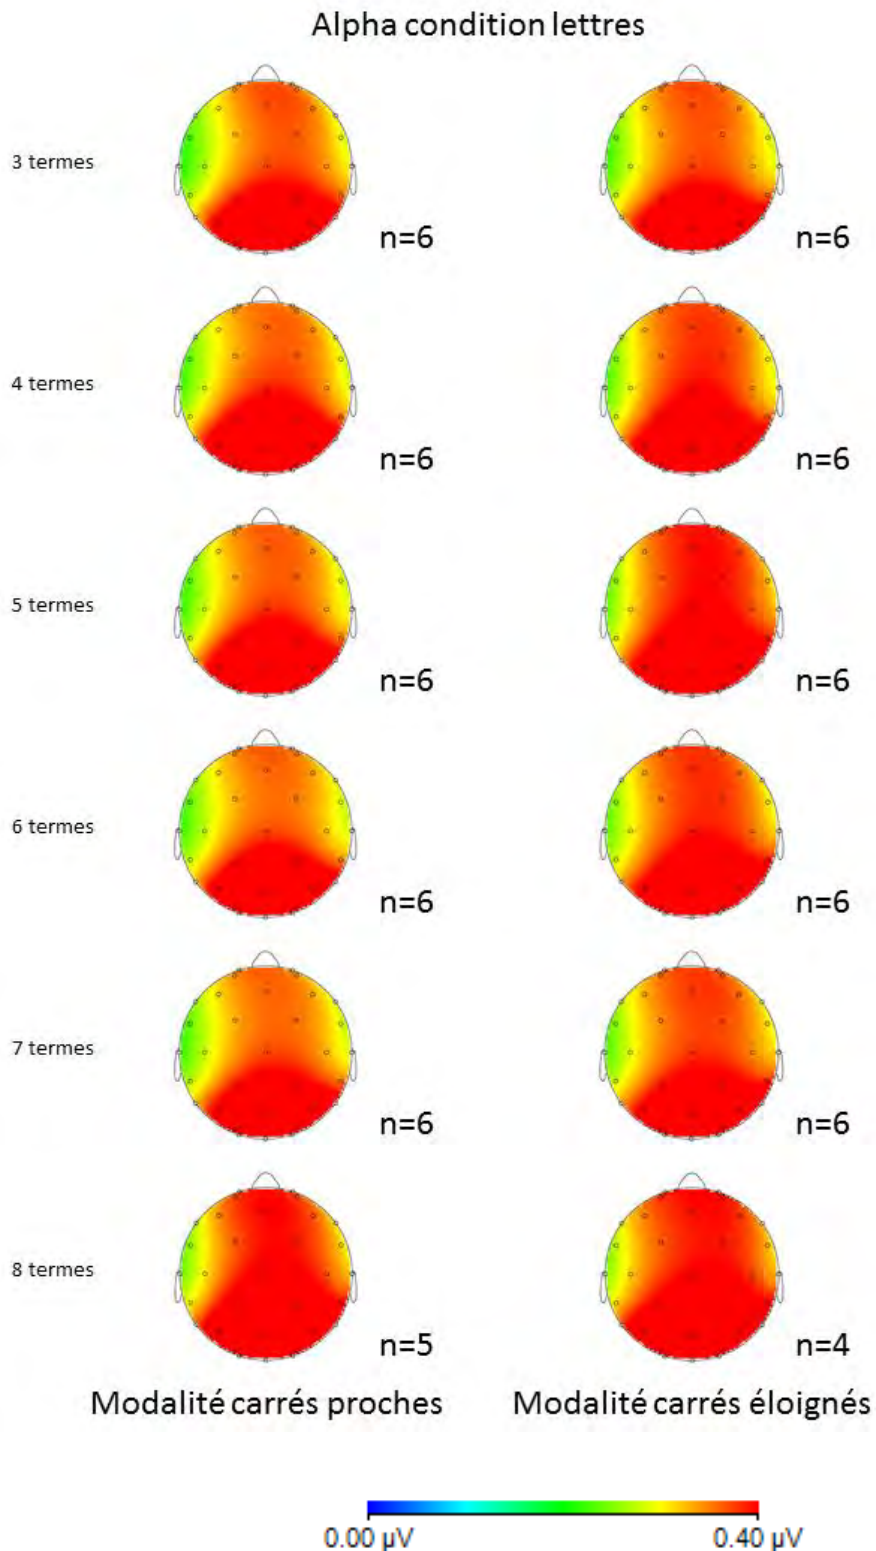 Alpha condition lettres
3 termes
n=6
n=6
4 termes
n=6
n=6
5 termes
n=6
n=6
6 termes
n=6
n=6
7 termes
n=6
n=6
8 termes
n=5
n=4
Modalité carrés proches
Modalité carrés éloignés
0.00 µV
0.40 µV